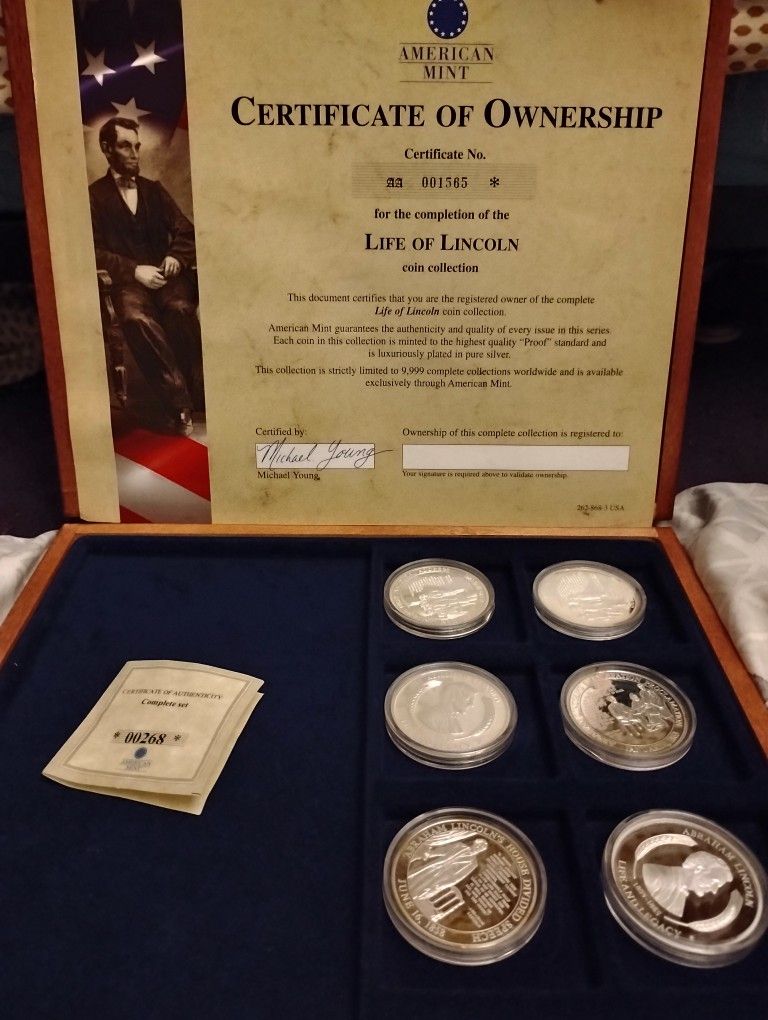 AMERICAN
MINT
CERTIFICATE OF OWNERSHIP
Certificate No.
AA 001565 *
for the completion of the
LIFE OF LINCOLN
coin collection
This document certifies that you are the registered owner of the complete
Life of Lincoln coin collection.
American Mint guarantees the authenticity and quality of every issue in this series.
Each coin in this collection is minted to the highest quality "Proof" standard and
is luxuriously plated in pure silver.
This collection is strictly limited to 9,999 complete collections worldwide and is available
exclusively through American Mint.
Certified by:
Michael Young
Michael Young,
Ownership of this complete collection is registered to:
Your signature is required above to validate ownership.
262-868-3 USA
CERTIFICATE OF AUTHENTICITY
Complete set
* 00268 *
AMERICAN
MINT
ABRAHAM LINCOLN'S HOUSE DIVIDED SPEECH
JUNE 16, 1858
ABRAHAM LINCOLN
LIFE AND LEGACY